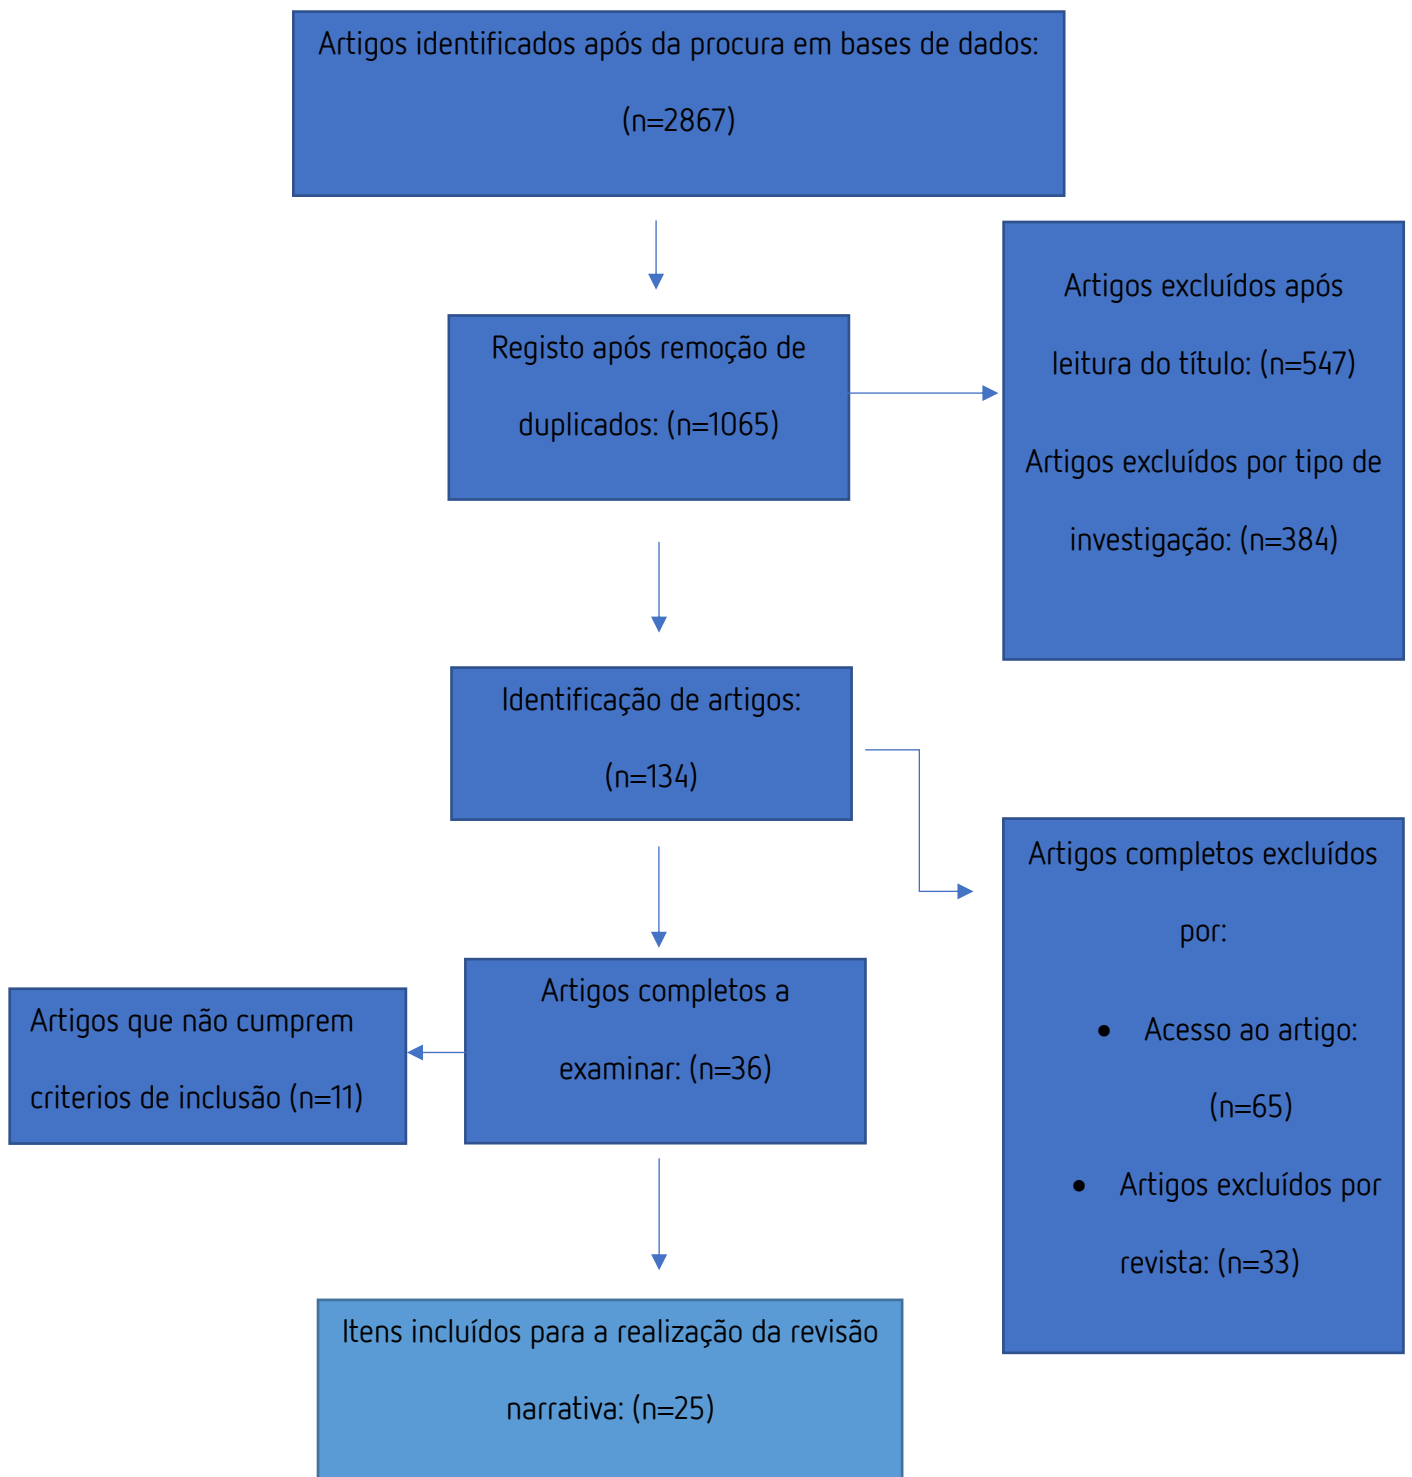 Artigos identificados após da procura em bases de dados:
(n=2867)
Registo após remoção de
duplicados: (n=1065)
Artigos excluídos após
leitura do título: (n=547)
Artigos excluídos por tipo de
investigação: (n=384)
Identificação de artigos:
(n=134)
Artigos completos excluídos
por:
• Acesso ao artigo:
(n=65)
• Artigos excluídos por
revista: (n=33)
Artigos completos a
examinar: (n=36)
Artigos que não cumprem
criterios de inclusão (n=11)
Itens incluídos para a realização da revisão
narrativa: (n=25)